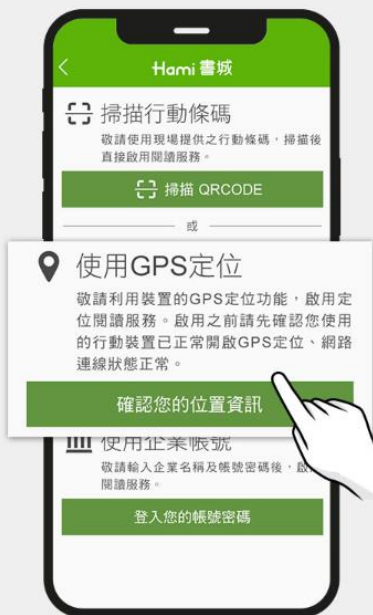 Hami 書城
掃描行動條碼
敬請使用現場提供之行動條碼,掃描後
直接啟用閱讀服務。
掃描 QRCODE
或
使用GPS定位
敬請利用裝置的GPS定位功能,啟用定
位閱讀服務。啟用之前請先確認您使用
的行動裝置已正常開啟GPS定位、網路
連線狀態正常。
確認您的位置資訊
使用企業帳號
敬請輸入企業名稱及帳號密碼後,啟
閱讀服務。
登入您的帳號密碼